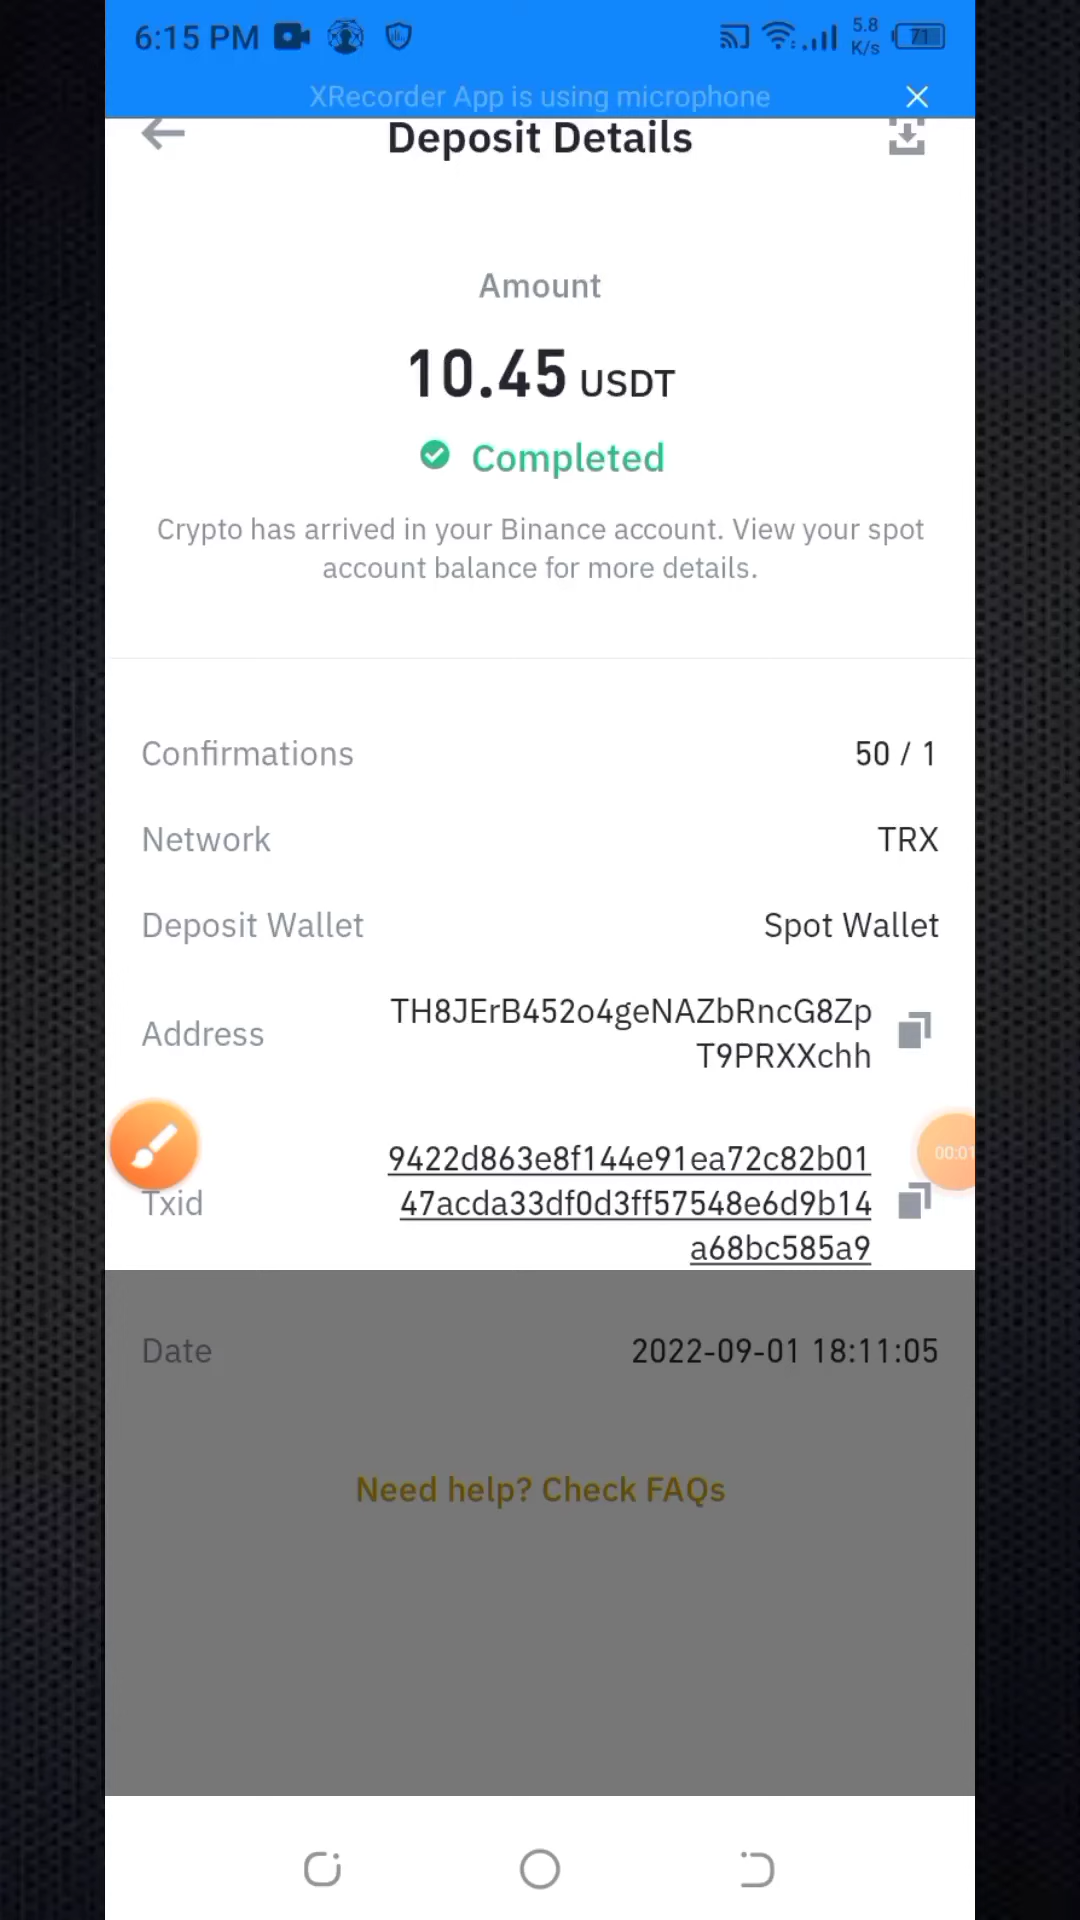 6:15 PM
5.8
K/s
71
XRecorder App is using microphone
Deposit Details
Amount
10.45 USDT
Completed
Crypto has arrived in your Binance account. View your spot
account balance for more details.
Confirmations 50 / 1
Network TRX
Deposit Wallet Spot Wallet
Address TH8JErB452o4geNAZbRncG8Zp
T9PRXXchh
9422d863e8f144e91ea72c82b01
00:01
Txid 47acda33df0d3ff57548e6d9b14
a68bc585a9
Date 2022-09-01 18:11:05
Need help? Check FAQs